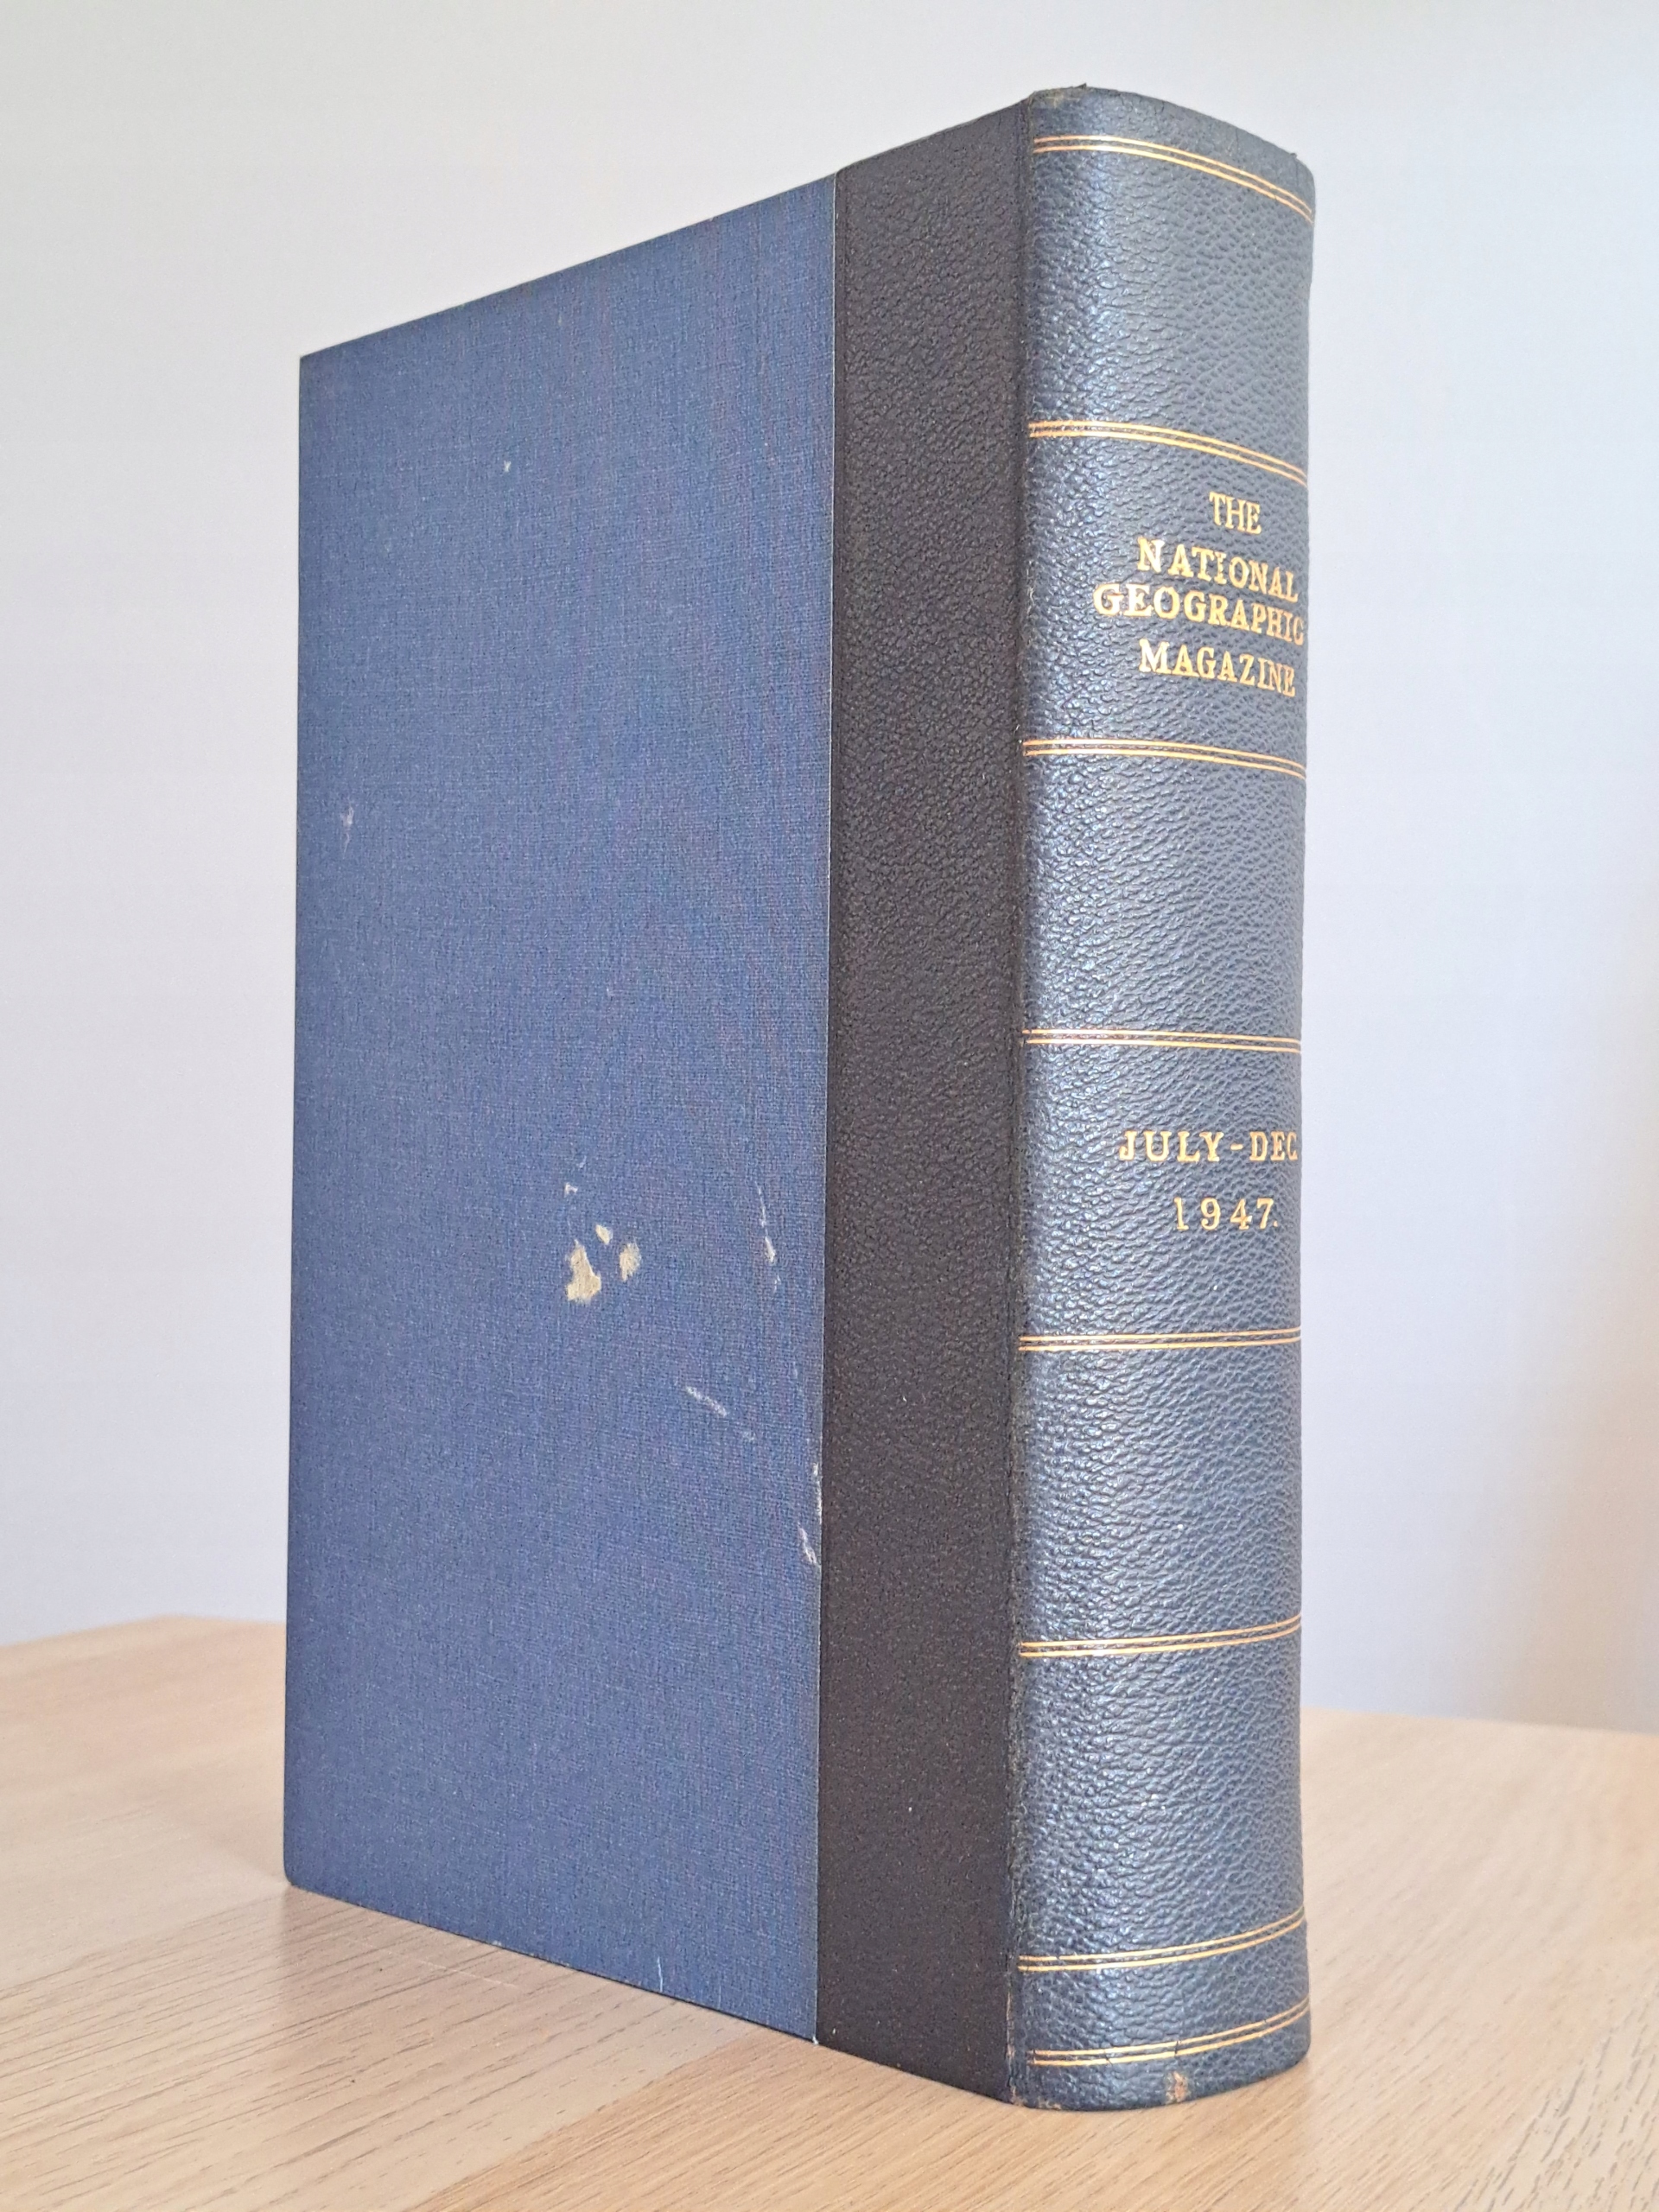 THE
NATIONAL
GEOGRAPHIC
MAGAZINE
JULY-DEC.
1947.